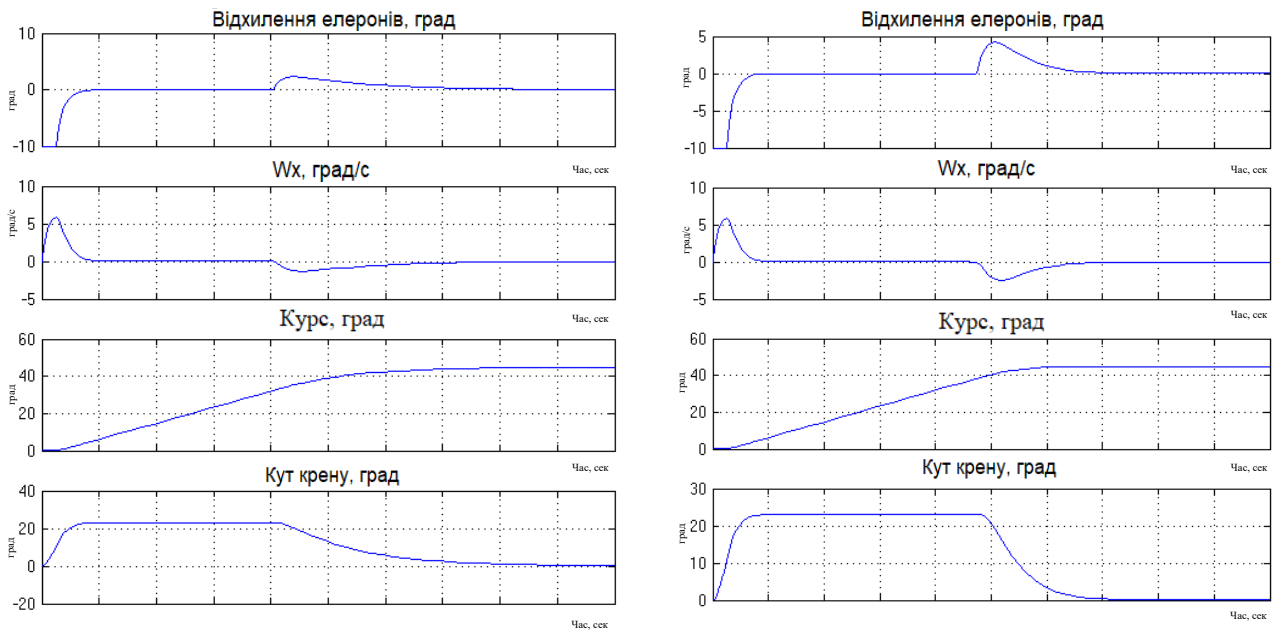 Відхилення елеронів, град
10
0
-10
град
Час, сек
Wx, град/с
10
5
0
-5
град/с
Час, сек
Курс, град
60
40
20
0
град
Час, сек
Кут крену, град
40
20
0
-20
град
Час, сек
Відхилення елеронів, град
5
0
-5
-10
град
Час, сек
Wx, град/с
10
5
0
-5
град/с
Час, сек
Курс, град
60
40
20
0
град
Час, сек
Кут крену, град
30
20
10
0
град
Час, сек